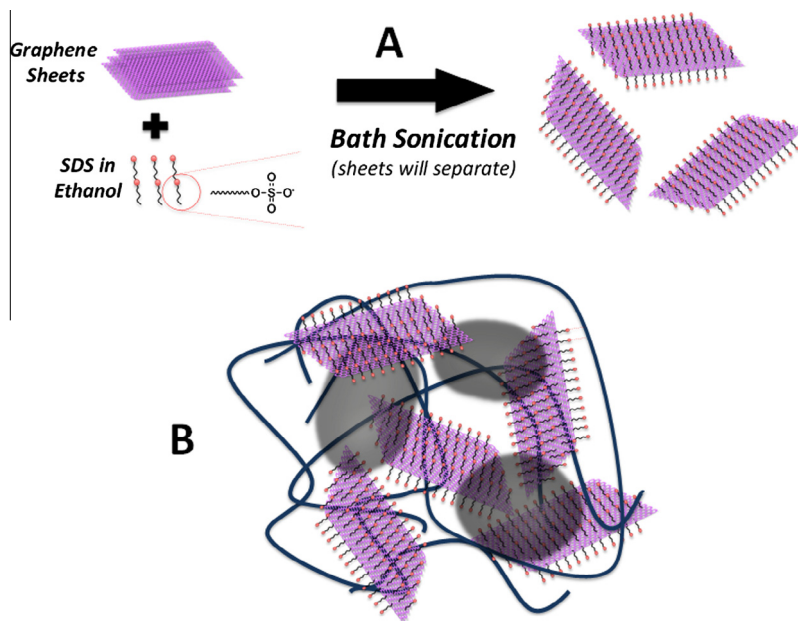 Graphene
Sheets
+
SDS in
Ethanol
O-S-O-
O
O
A
Bath Sonication
(sheets will separate)
B